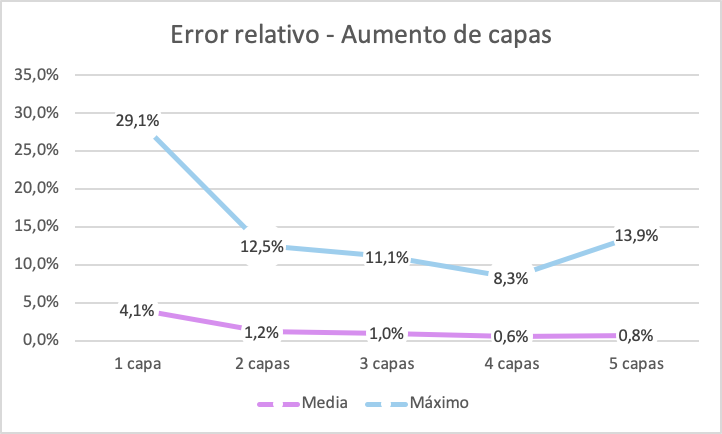 Error relativo - Aumento de capas
35,0%
30,0%
25,0%
20,0%
15,0%
10,0%
5,0%
0,0%
29,1%
12,5%
11,1%
8,3%
13,9%
4,1%
1,2%
1,0%
0,6%
0,8%
1 capa
2 capas
3 capas
4 capas
5 capas
Media
Máximo